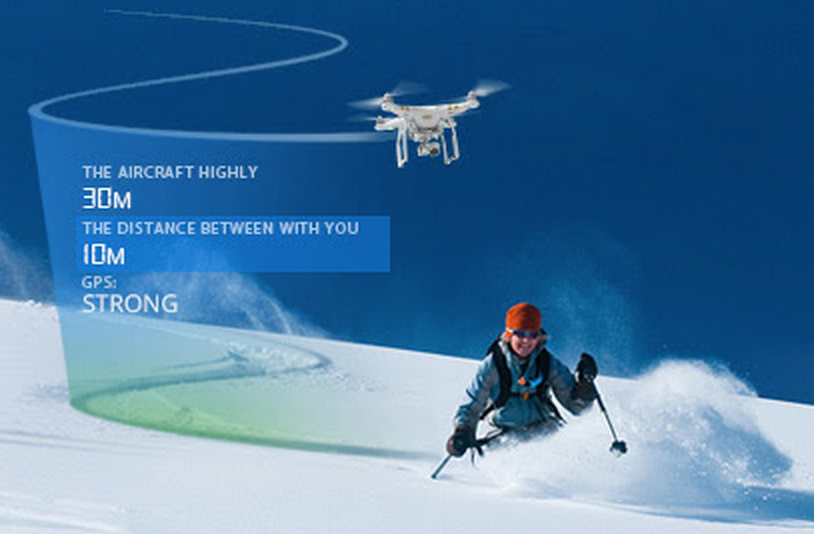 THE AIRCRAFT HIGHLY
30M
THE DISTANCE BETWEEN WITH YOU
10M
GPS:
STRONG